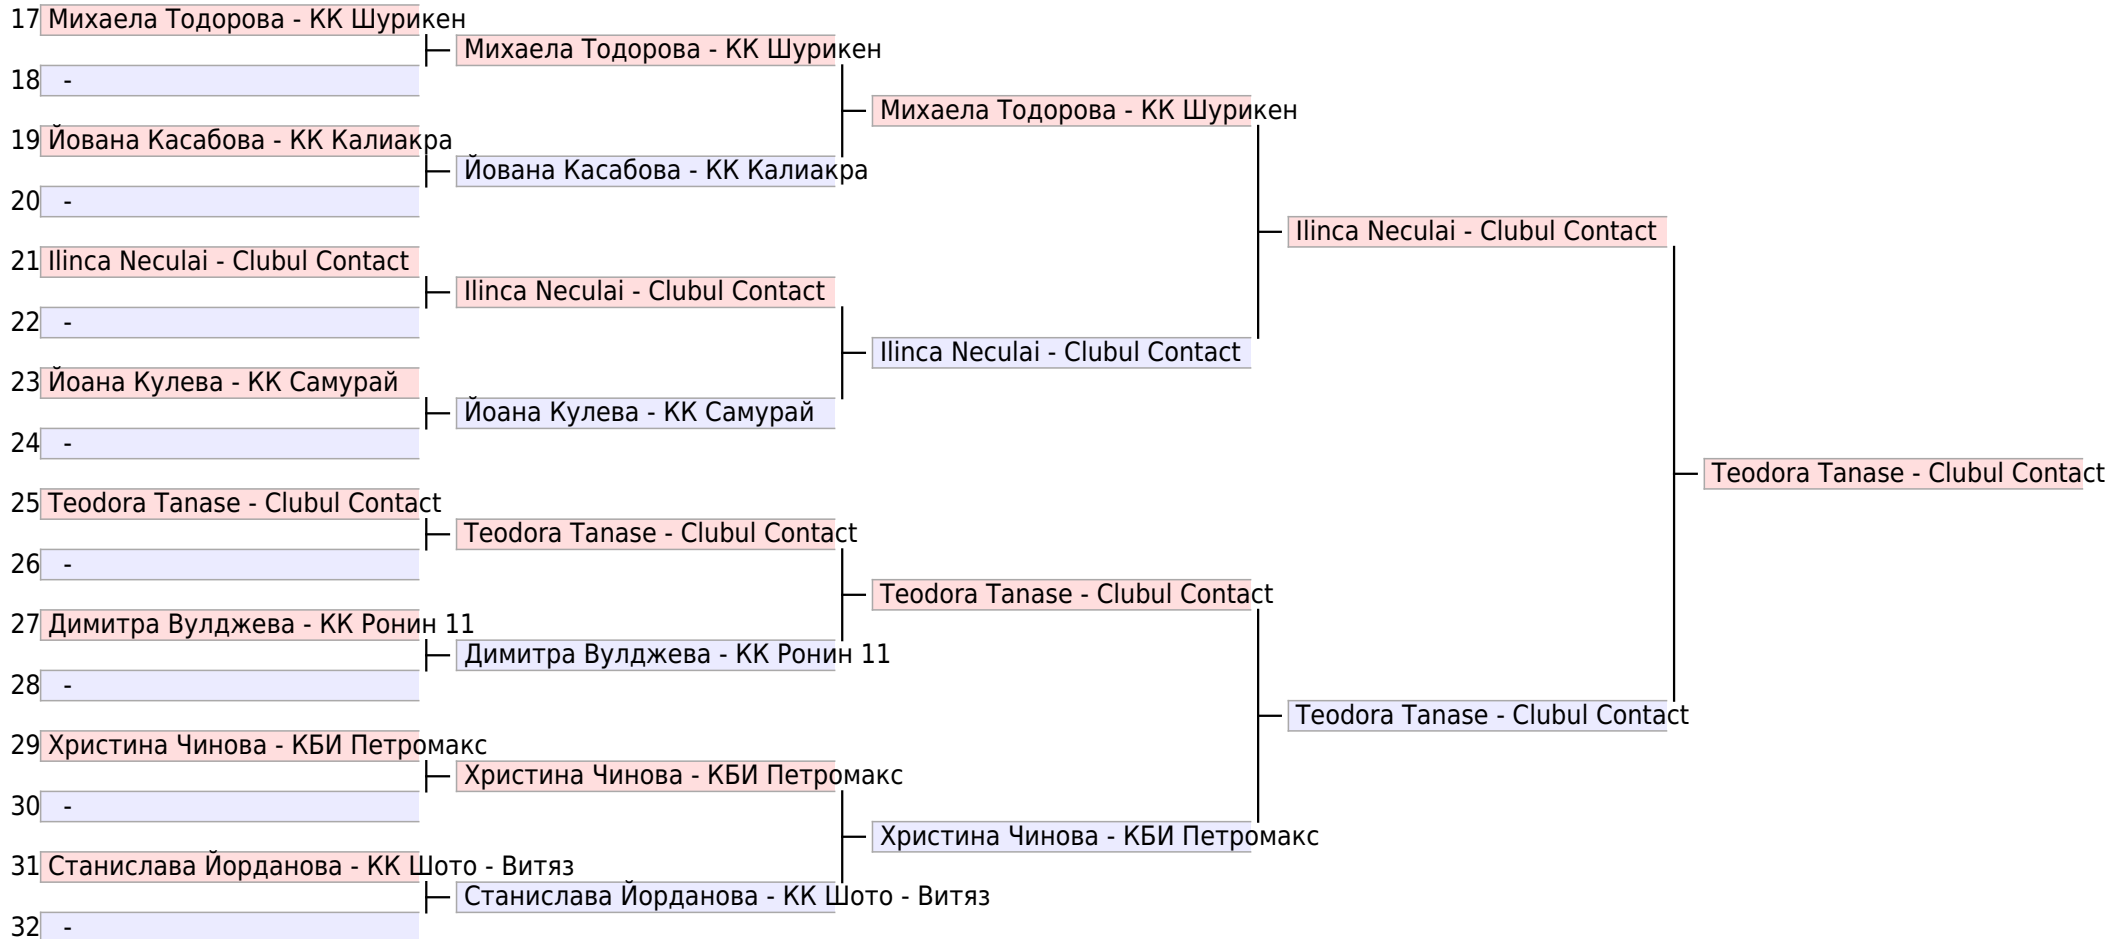 17 Михаела Тодорова - КК Шурикен
Михаела Тодорова - КК Шурикен
18 -
Михаела Тодорова - КК Шурикен
19 Йована Касабова - КК Калиакра
Йована Касабова - КК Калиакра
20 -
Ilinca Neculai - Clubul Contact
21 Ilinca Neculai - Clubul Contact
Ilinca Neculai - Clubul Contact
22 -
Ilinca Neculai - Clubul Contact
23 Йоана Кулева - КК Самурай
Йоана Кулева - КК Самурай
24 -
Teodora Tanase - Clubul Contact
25 Teodora Tanase - Clubul Contact
Teodora Tanase - Clubul Contact
26 -
Teodora Tanase - Clubul Contact
27 Димитра Вулджева - КК Ронин 11
Димитра Вулджева - КК Ронин 11
28 -
Teodora Tanase - Clubul Contact
29 Христина Чинова - КБИ Петромакс
Христина Чинова - КБИ Петромакс
30 -
Христина Чинова - КБИ Петромакс
31 Станислава Йорданова - КК Шото - Витяз
Станислава Йорданова - КК Шото - Витяз
32 -